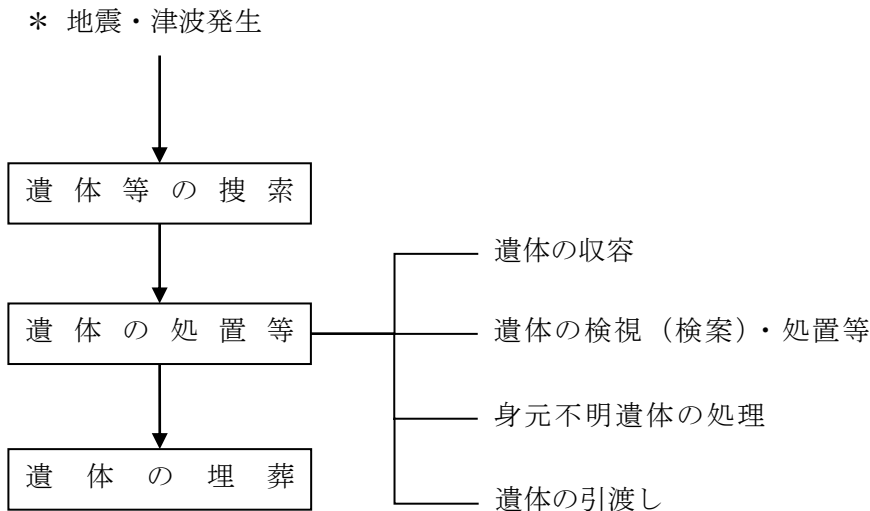 ＊ 地震・津波発生
遺体等の捜索
遺体の処置等
遺体の埋葬
遺体の収容
遺体の検視（検案）・処置等
身元不明遺体の処理
遺体の引渡し